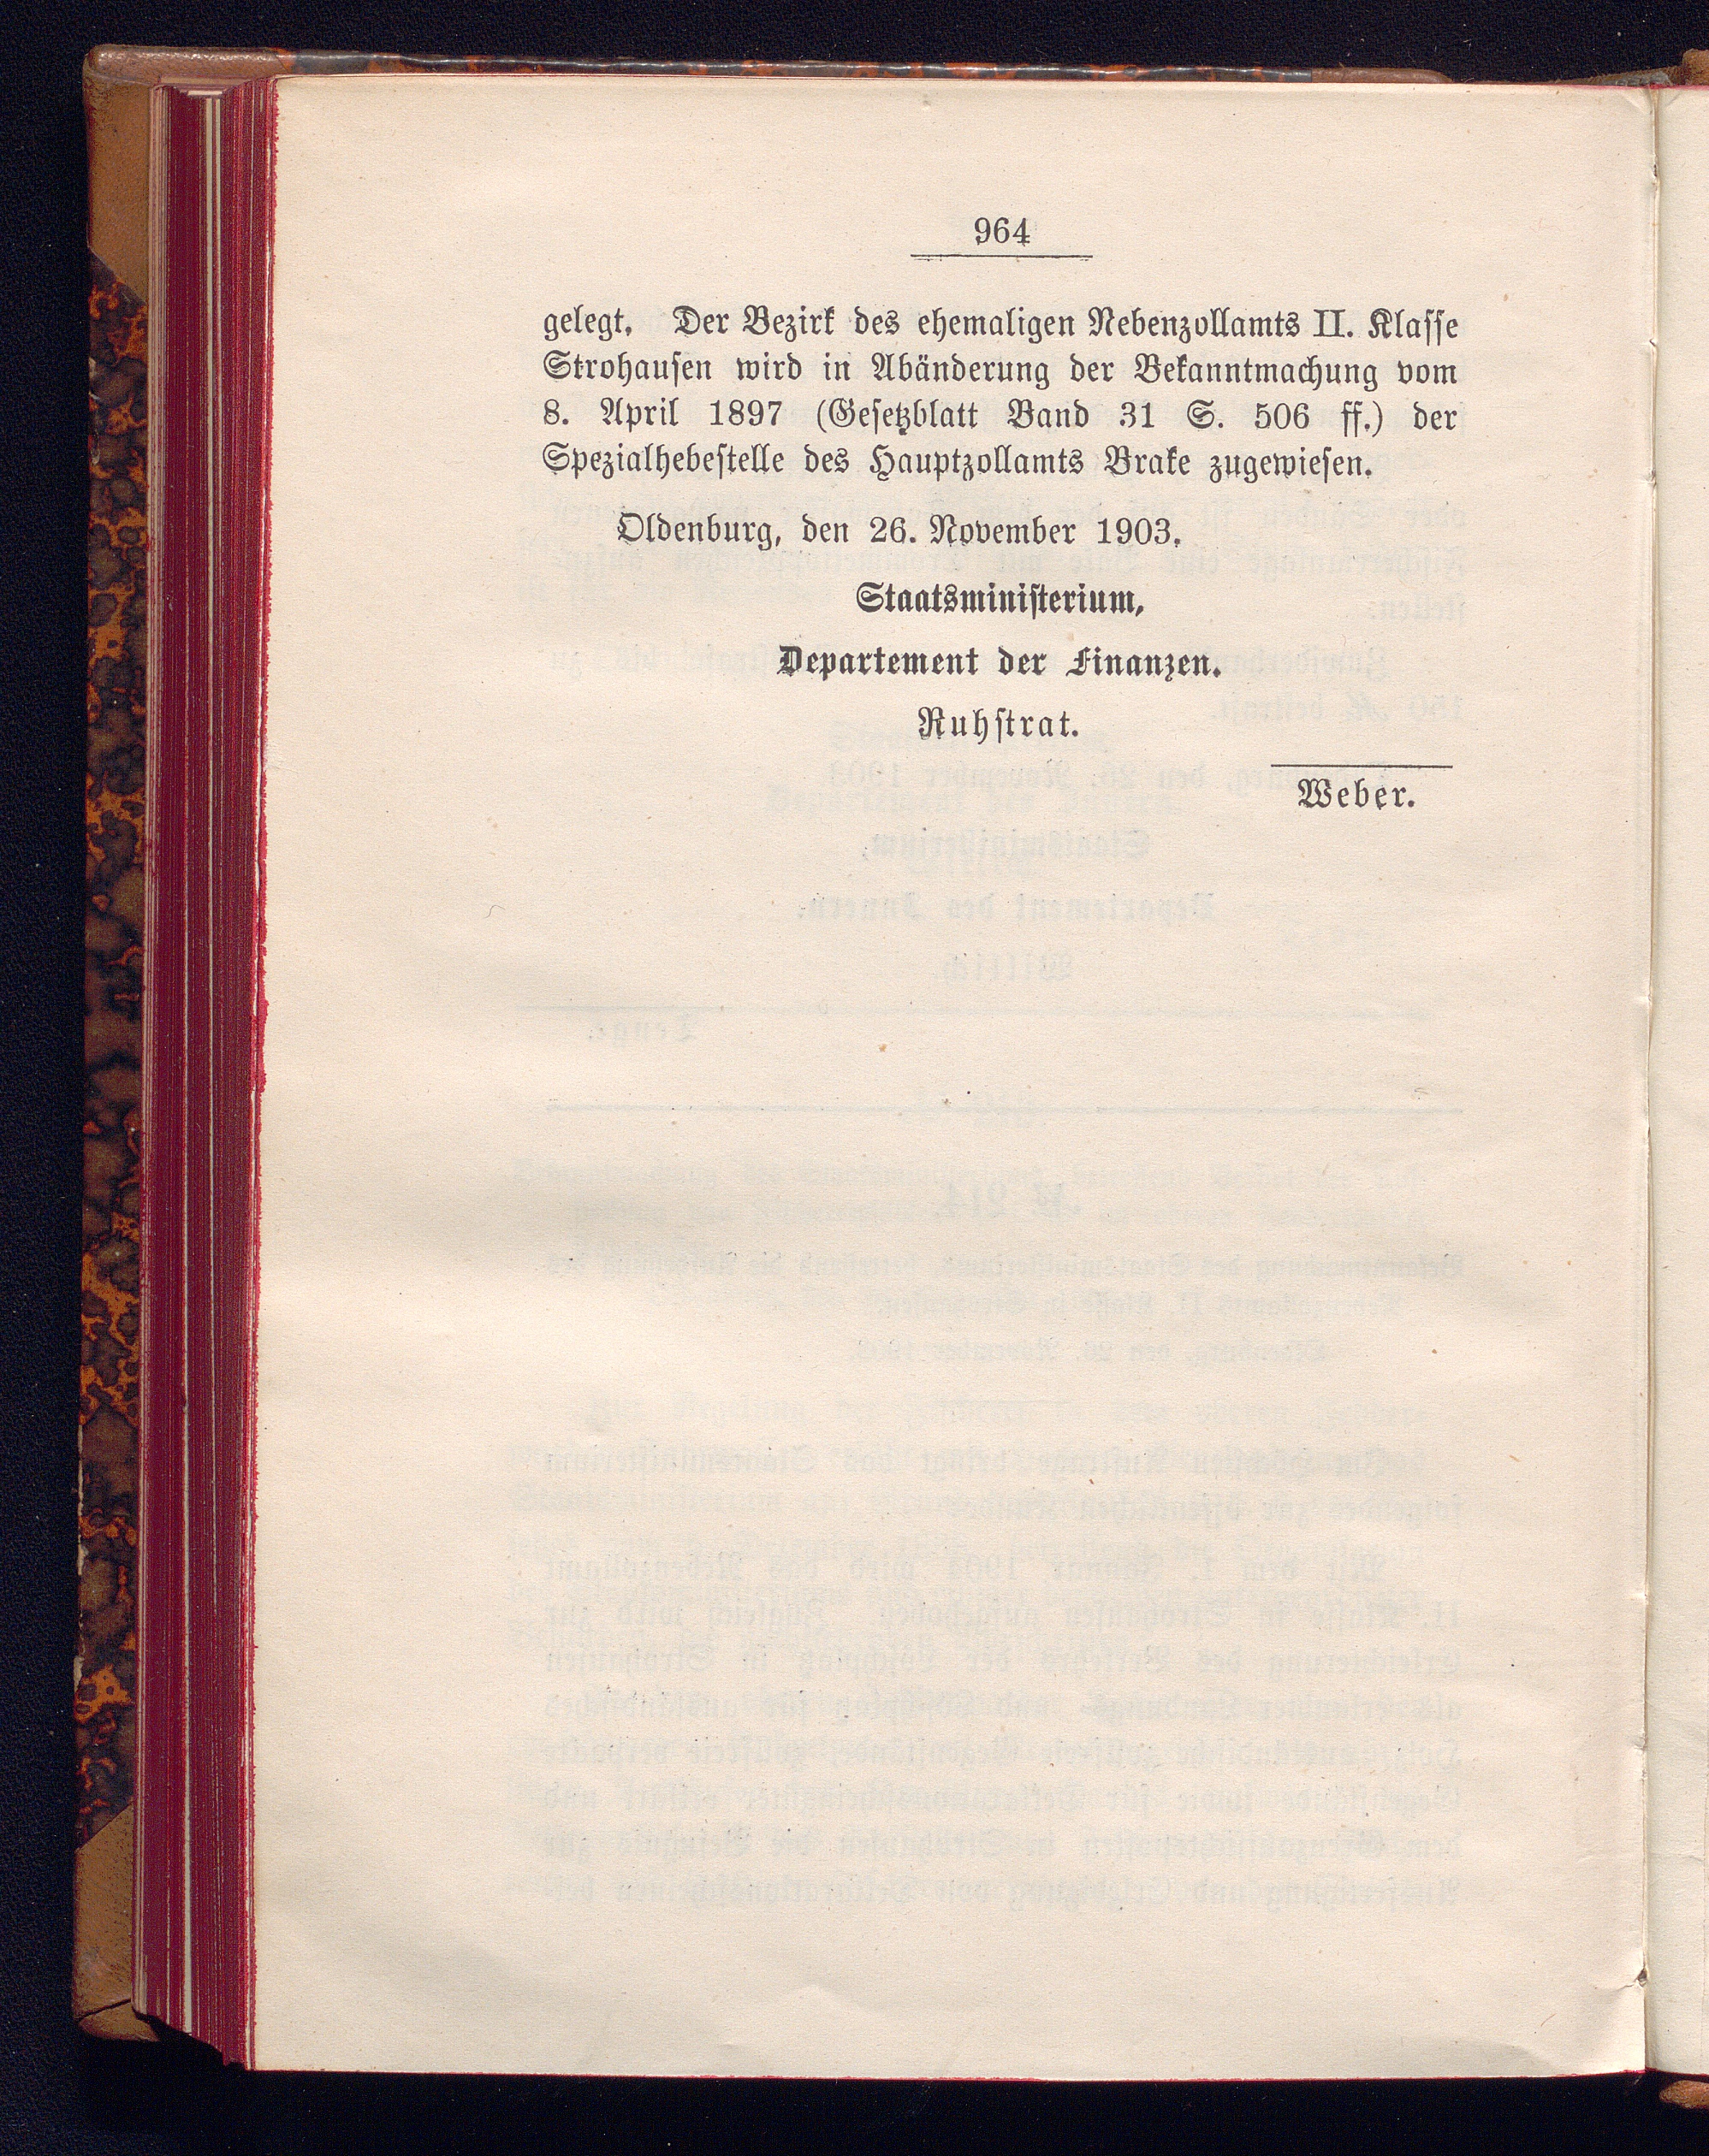 964
gelegt. Der Bezirk des ehemaligen Nebenzollamts II. Klasse
Strohausen wird in Abänderung der Bekanntmachung vom
8. April 1897 (Gesetzblatt Band 31 S. 506 ff.) der
Spezialhebestelle des Hauptzollamts Brake zugewiesen.
Oldenburg, den 26. November 1903.
Staatsministerium,
Departement der Finanzen.
Ruhstrat.
Weber.